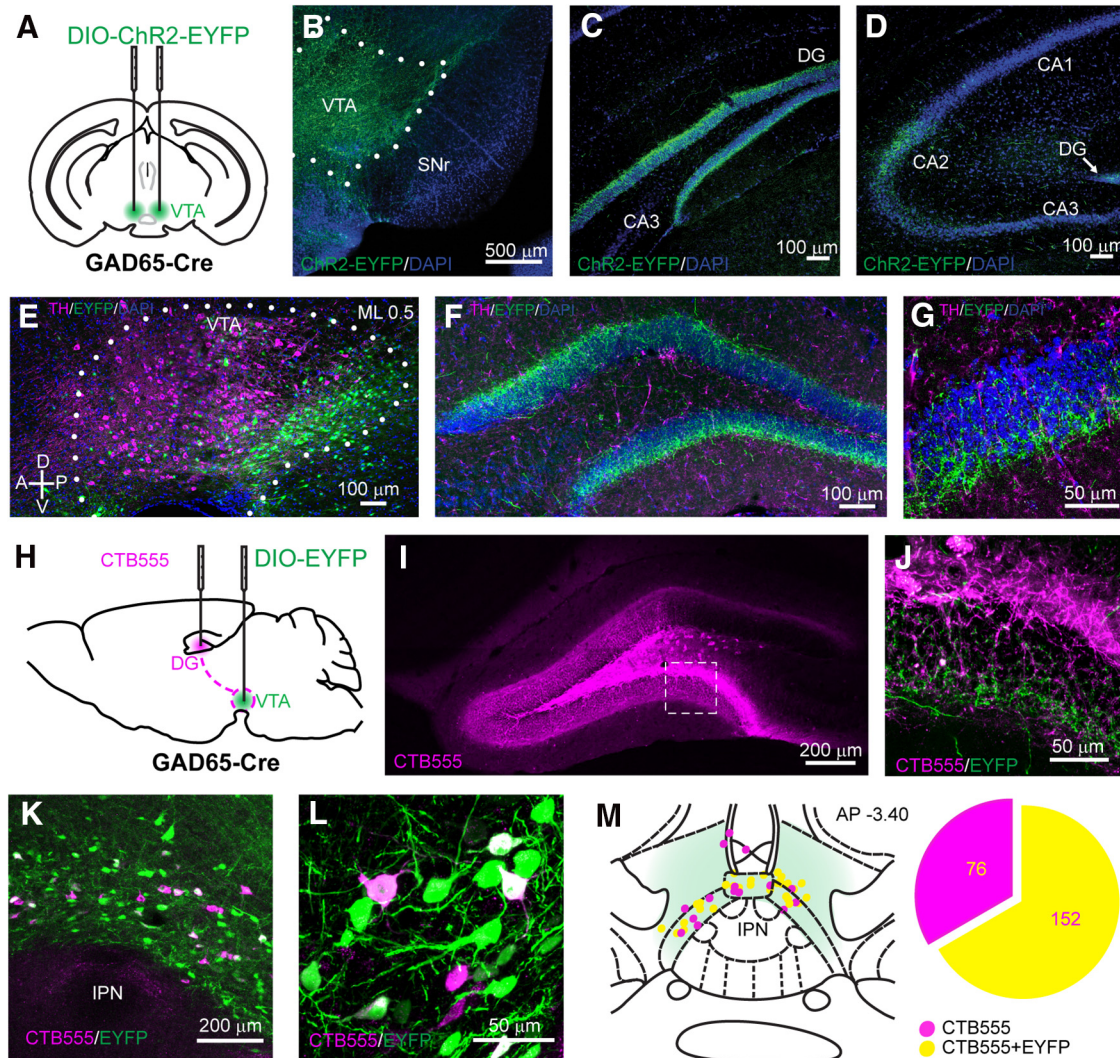 A
DIO-ChR2-EYFP
VTA
GAD65-Cre
B
VTA
SNr
500 μm
ChR2-EYFP/DAPI
C
DG
CA3
100 μm
ChR2-EYFP/DAPI
D
CA1
CA2
DG
CA3
100 μm
ChR2-EYFP/DAPI
E
TH/EYFP/DAPI
VTA
ML 0.5
D
A P
V
100 μm
F
TH/EYFP/DAPI
100 μm
G
TH/EYFP/DAPI
50 μm
H
CTB555
DIO-EYFP
DG
VTA
GAD65-Cre
I
CTB555
200 μm
J
50 μm
CTB555/EYFP
K
IPN
200 μm
CTB555/EYFP
L
50 μm
CTB555/EYFP
M
AP -3.40
IPN
76
152
CTB555
CTB555+EYFP